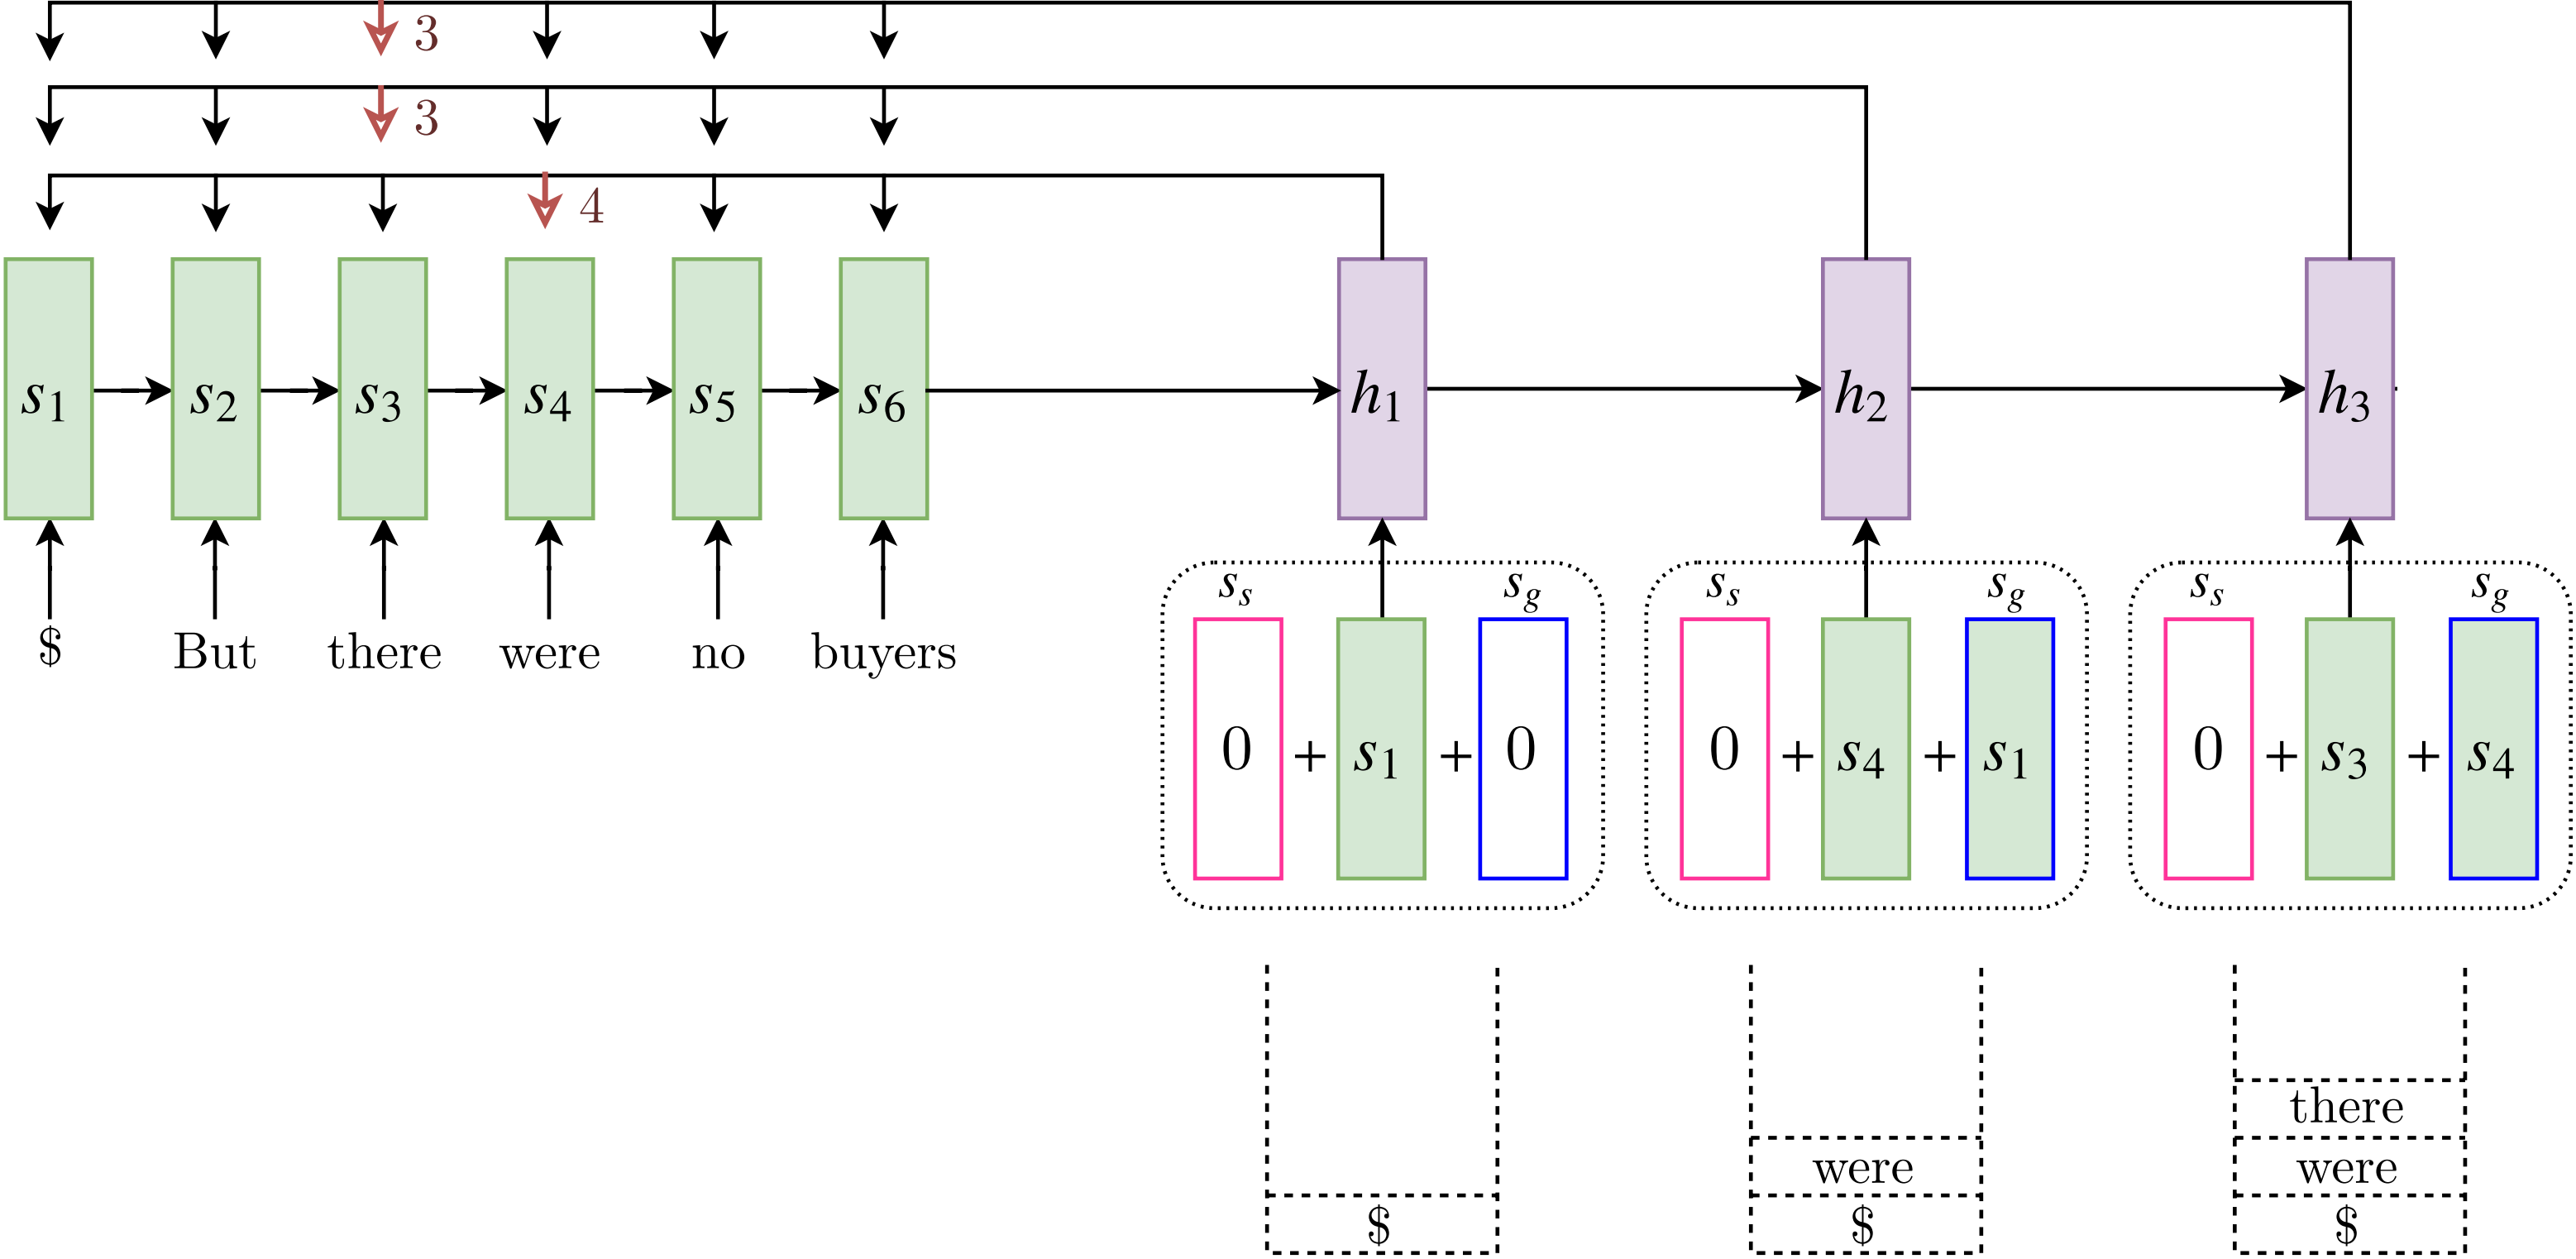 3
3
4
s1 s2 s3 s4 s5 s6 h1 h2 h3
ss sg ss sg ss sg
$ But there were no buyers
0 + s1 + 0 0 + s4 + s1 0 + s3 + s4
there
were were
$ $ $